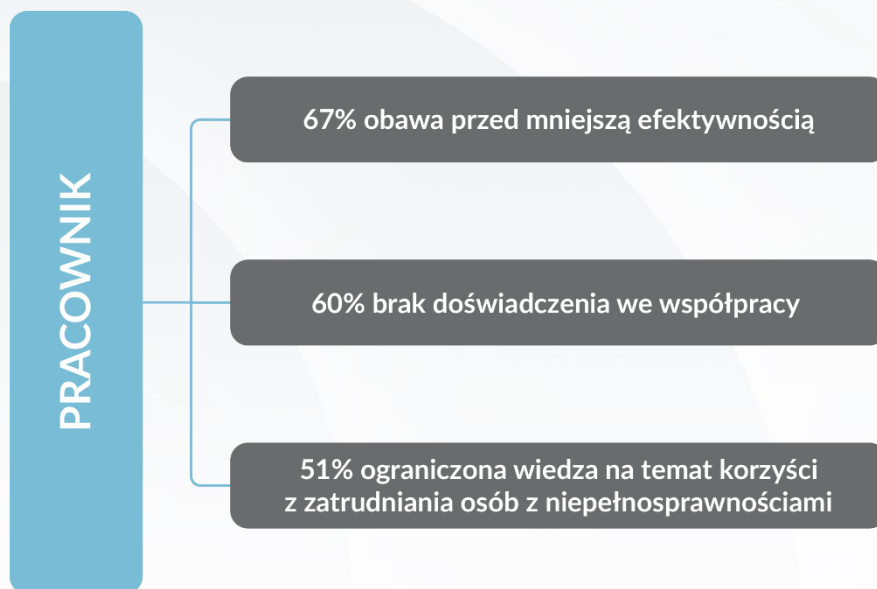 PRACOWNIK
67% obawa przed mniejszą efektywnością
60% brak doświadczenia we współpracy
51% ograniczona wiedza na temat korzyści
z zatrudniania osób z niepełnosprawnościami